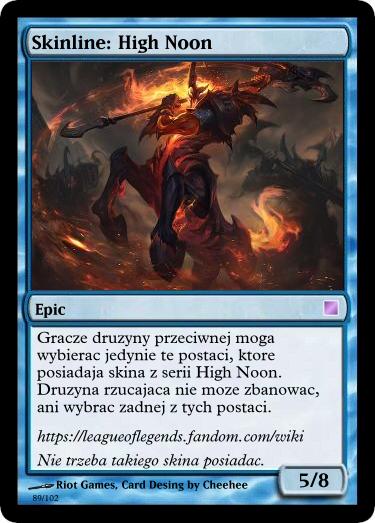 Skinline: High Noon
Epic
Gracze druzyny przeciwnej moga
wybierac jedynie te postaci, ktore
posiadaja skina z serii High Noon.
Druzyna rzucajaca nie moze zbanowac,
ani wybrac zadnej z tych postaci.
https://leagueoflegends.fandom.com/wiki
Nie trzeba takiego skina posiadac.
5/8
Riot Games, Card Desing by Cheehee
89/102